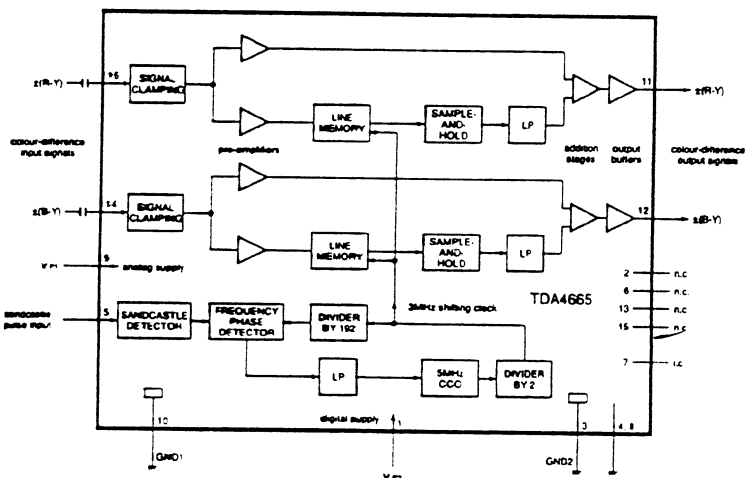 ±(R-Y)
16
SIGNAL
CLAMPING
colour-difference
input signals
pre-amplifiers
LINE
MEMORY
SAMPLE-
AND-
HOLD
LP
addition
stages
output
buffers
11
±(R-Y)
colour-difference
output signals
±(B-Y)
14
SIGNAL
CLAMPING
LINE
MEMORY
SAMPLE-
AND-
HOLD
LP
12
±(B-Y)
9
analog supply
sandcastle
pulse input
5
SANDCASTLE
DETECTOR
FREQUENCY
PHASE
DETECTOR
DIVIDER
BY 192
3MHz shifting clock
TDA4665
2 n.c.
6 n.c.
13 n.c.
15 n.c.
7 i.c.
LP
DIVIDER
BY 2
digital supply
10
1
3
4, 8
GND1
GND2